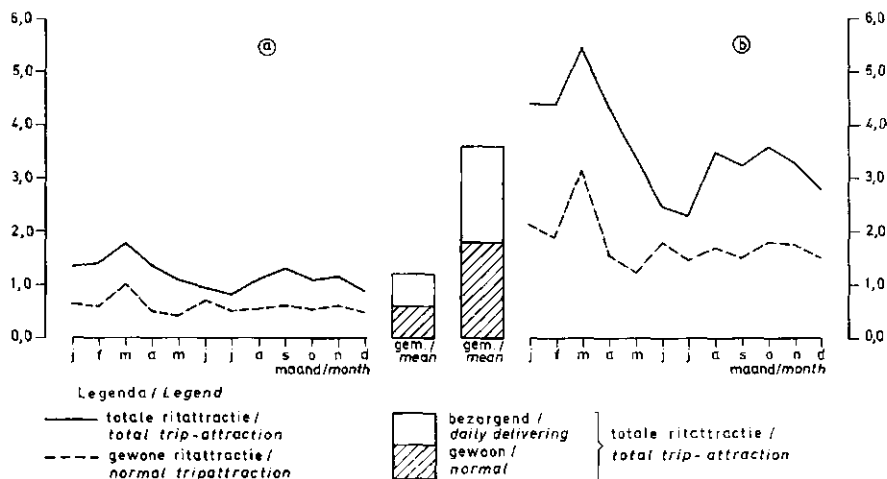 6,0
5,0
4,0
3,0
2,0
1,0
0,0
a
j f m a m j j a s o n d
maand/month
gem./
mean
gem./
mean
b
j f m a m j j a s o n d
maand/month
6,0
5,0
4,0
3,0
2,0
1,0
0,0
Legenda / Legend
totale ritattractie /
total trip-attraction
gewone ritattractie /
normal tripattraction
bezorgend /
daily delivering
gewoon /
normal
totale ritattractie /
total trip-attraction